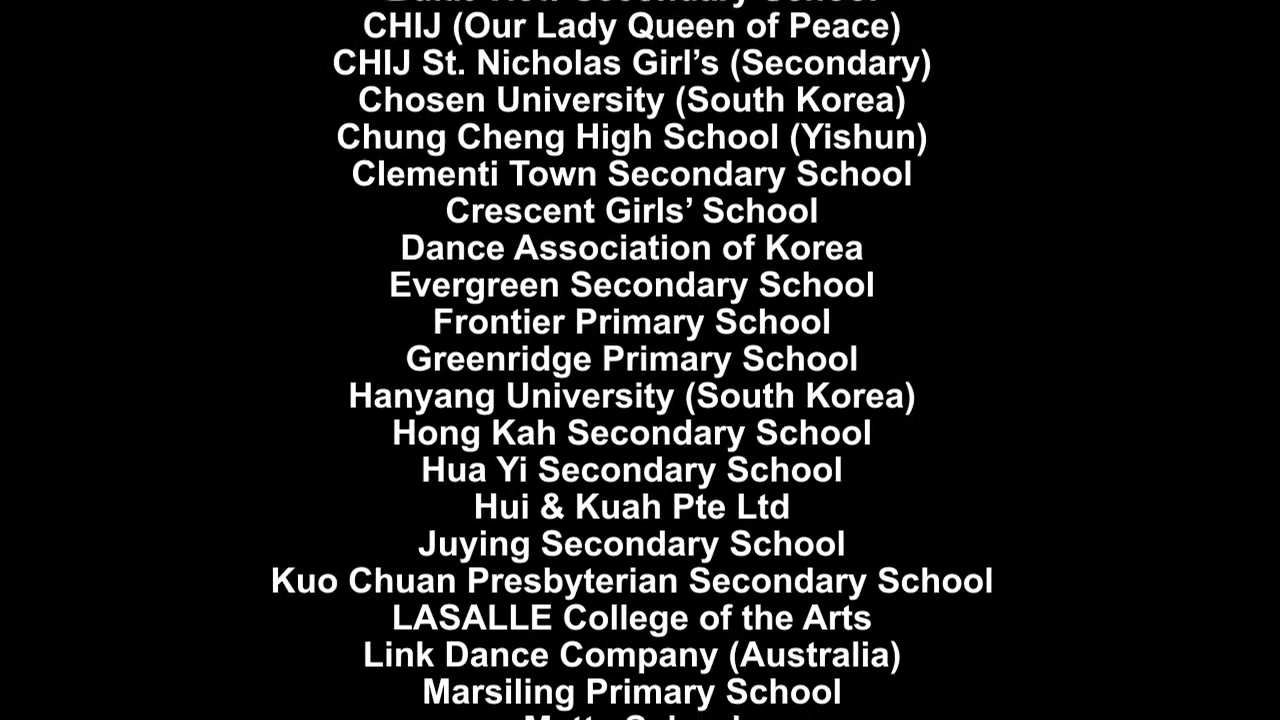 Secondary School
CHIJ (Our Lady Queen of Peace)
CHIJ St. Nicholas Girl’s (Secondary)
Chosen University (South Korea)
Chung Cheng High School (Yishun)
Clementi Town Secondary School
Crescent Girls’ School
Dance Association of Korea
Evergreen Secondary School
Frontier Primary School
Greenridge Primary School
Hanyang University (South Korea)
Hong Kah Secondary School
Hua Yi Secondary School
Hui & Kuah Pte Ltd
Juying Secondary School
Kuo Chuan Presbyterian Secondary School
LASALLE College of the Arts
Link Dance Company (Australia)
Marsiling Primary School